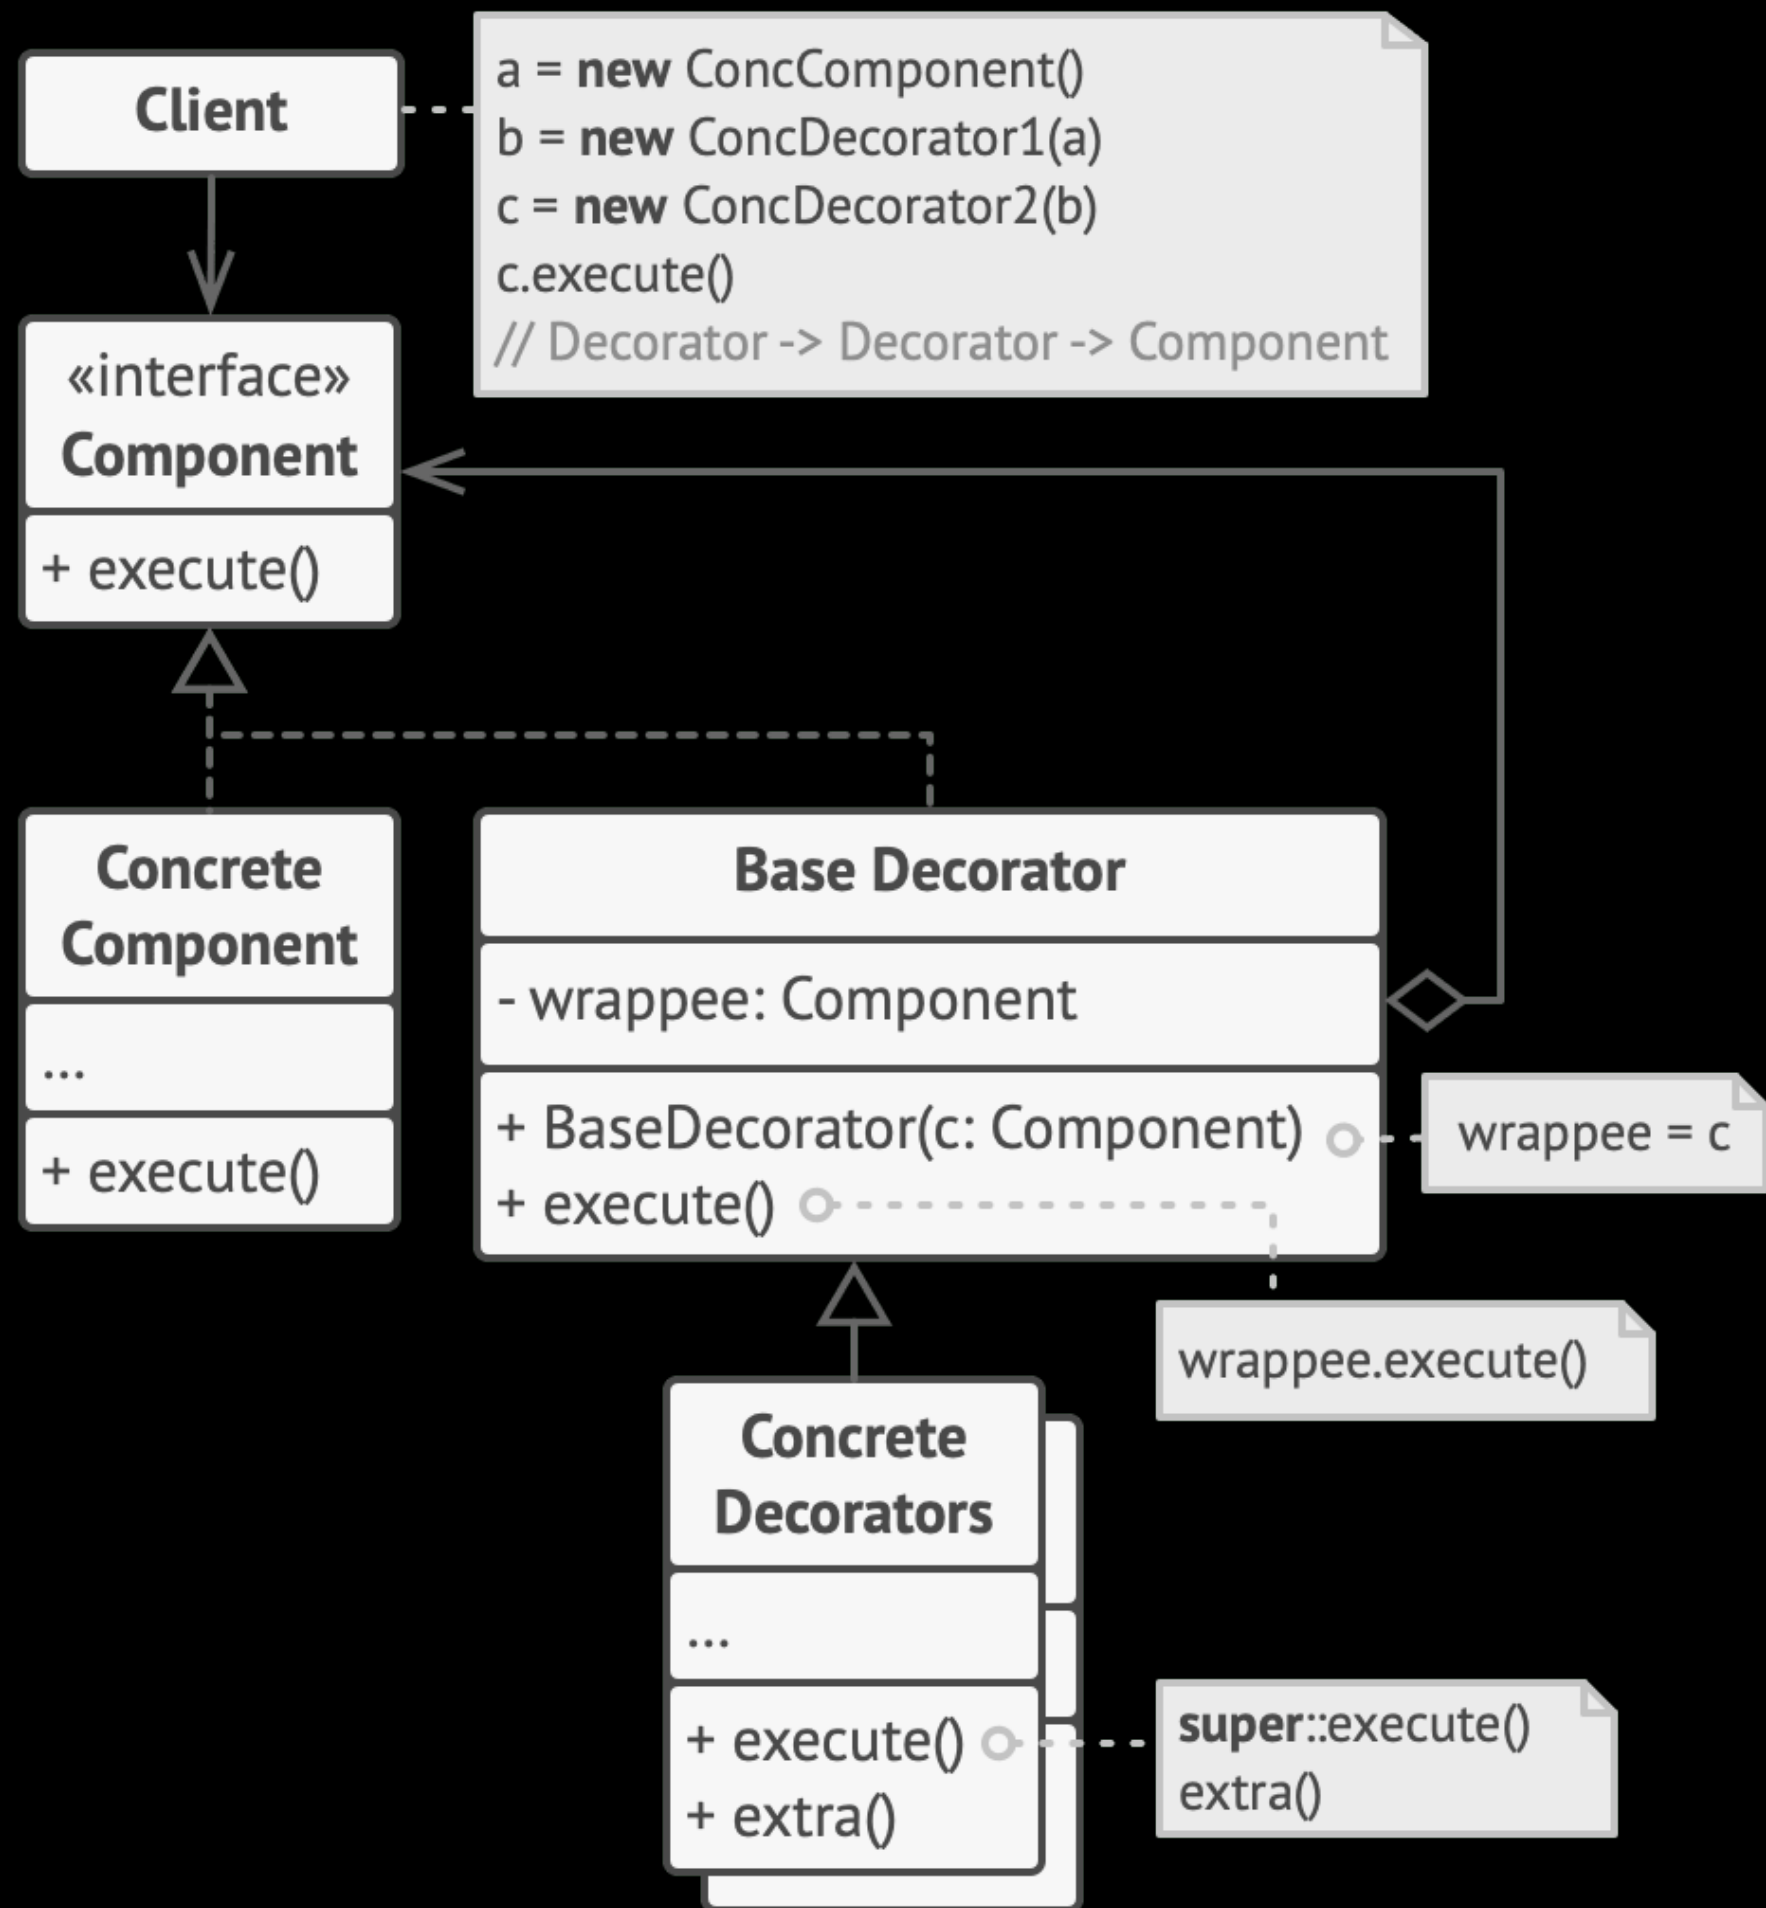 Client
a = new ConcComponent()
b = new ConcDecorator1(a)
c = new ConcDecorator2(b)
c.execute()
// Decorator -> Decorator -> Component
«interface»
Component
+ execute()
Concrete
Component
...
+ execute()
Base Decorator
- wrappee: Component
+ BaseDecorator(c: Component)
+ execute()
wrappee = c
wrappee.execute()
Concrete
Decorators
...
+ execute()
+ extra()
super::execute()
extra()